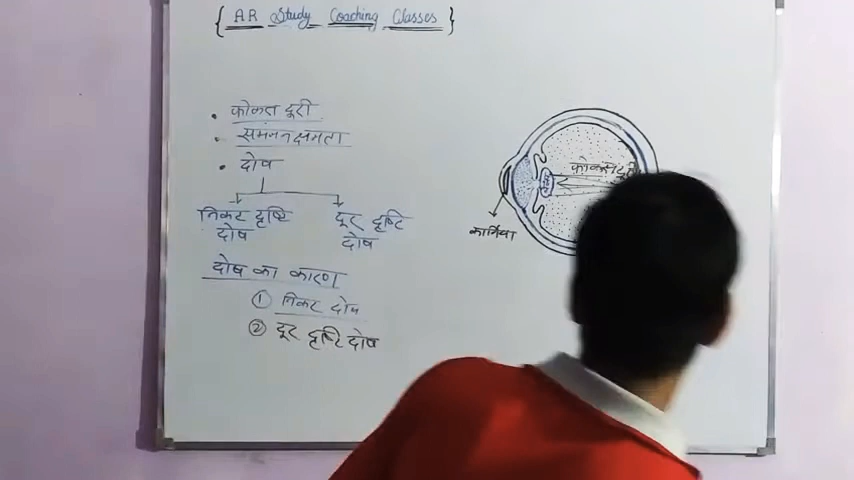 { AR Study Coaching Classes }
• फोकस दूरी
• समंजन क्षमता
• दोष
निकट दृष्टि
दोष
दूर दृष्टि
दोष
दोष का कारण
① निकट दोष
② दूर दृष्टि दोष
फोकस दूरी